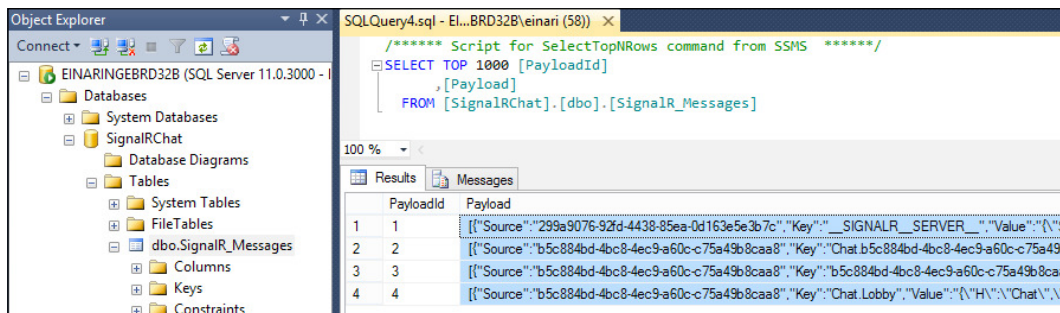 Object Explorer
Connect
EINARINGEBRD32B (SQL Server 11.0.3000 - I
Databases
System Databases
SignalRChat
Database Diagrams
Tables
System Tables
FileTables
dbo.SignalR_Messages
Columns
Keys
Constraints
SQLQuery4.sql - EI...BRD32B\einari (58))
/****** Script for SelectTopNRows command from SSMS ******/
SELECT TOP 1000 [PayloadId]
,[Payload]
FROM [SignalRChat].[dbo].[SignalR_Messages]
100 %
Results Messages
PayloadId Payload
1 1 [{"Source":"299a9076-92fd-4438-85ea-0d163e5e3b7c","Key":"__SIGNALR__SERVER__","Value":"{\"S
2 2 [{"Source":"b5c884bd-4bc8-4ec9-a60c-c75a49b8caa8","Key":"Chat.b5c884bd-4bc8-4ec9-a60c-c75a49
3 3 [{"Source":"b5c884bd-4bc8-4ec9-a60c-c75a49b8caa8","Key":"b5c884bd-4bc8-4ec9-a60c-c75a49b8caa
4 4 [{"Source":"b5c884bd-4bc8-4ec9-a60c-c75a49b8caa8","Key":"Chat.Lobby","Value":"{\"H\":\"Chat\",\